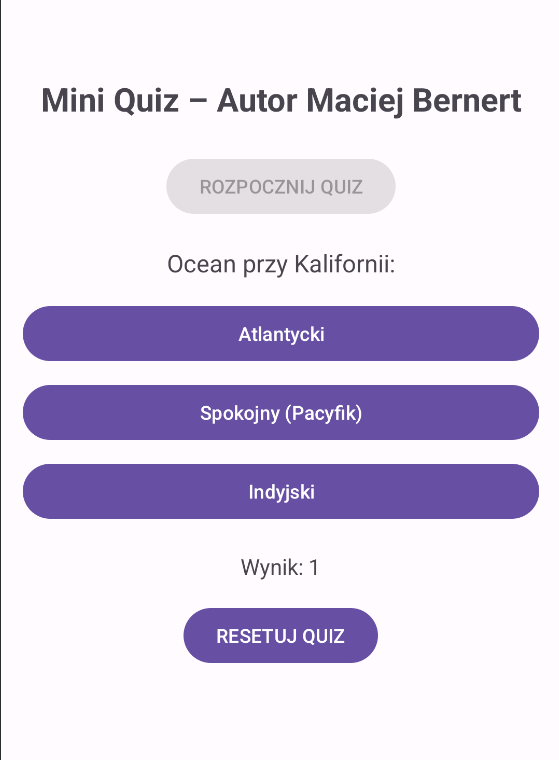 Mini Quiz – Autor Maciej Bernert
ROZPOCZNIJ QUIZ
Ocean przy Kalifornii:
Atlantycki
Spokojny (Pacyfik)
Indyjski
Wynik: 1
RESETUJ QUIZ